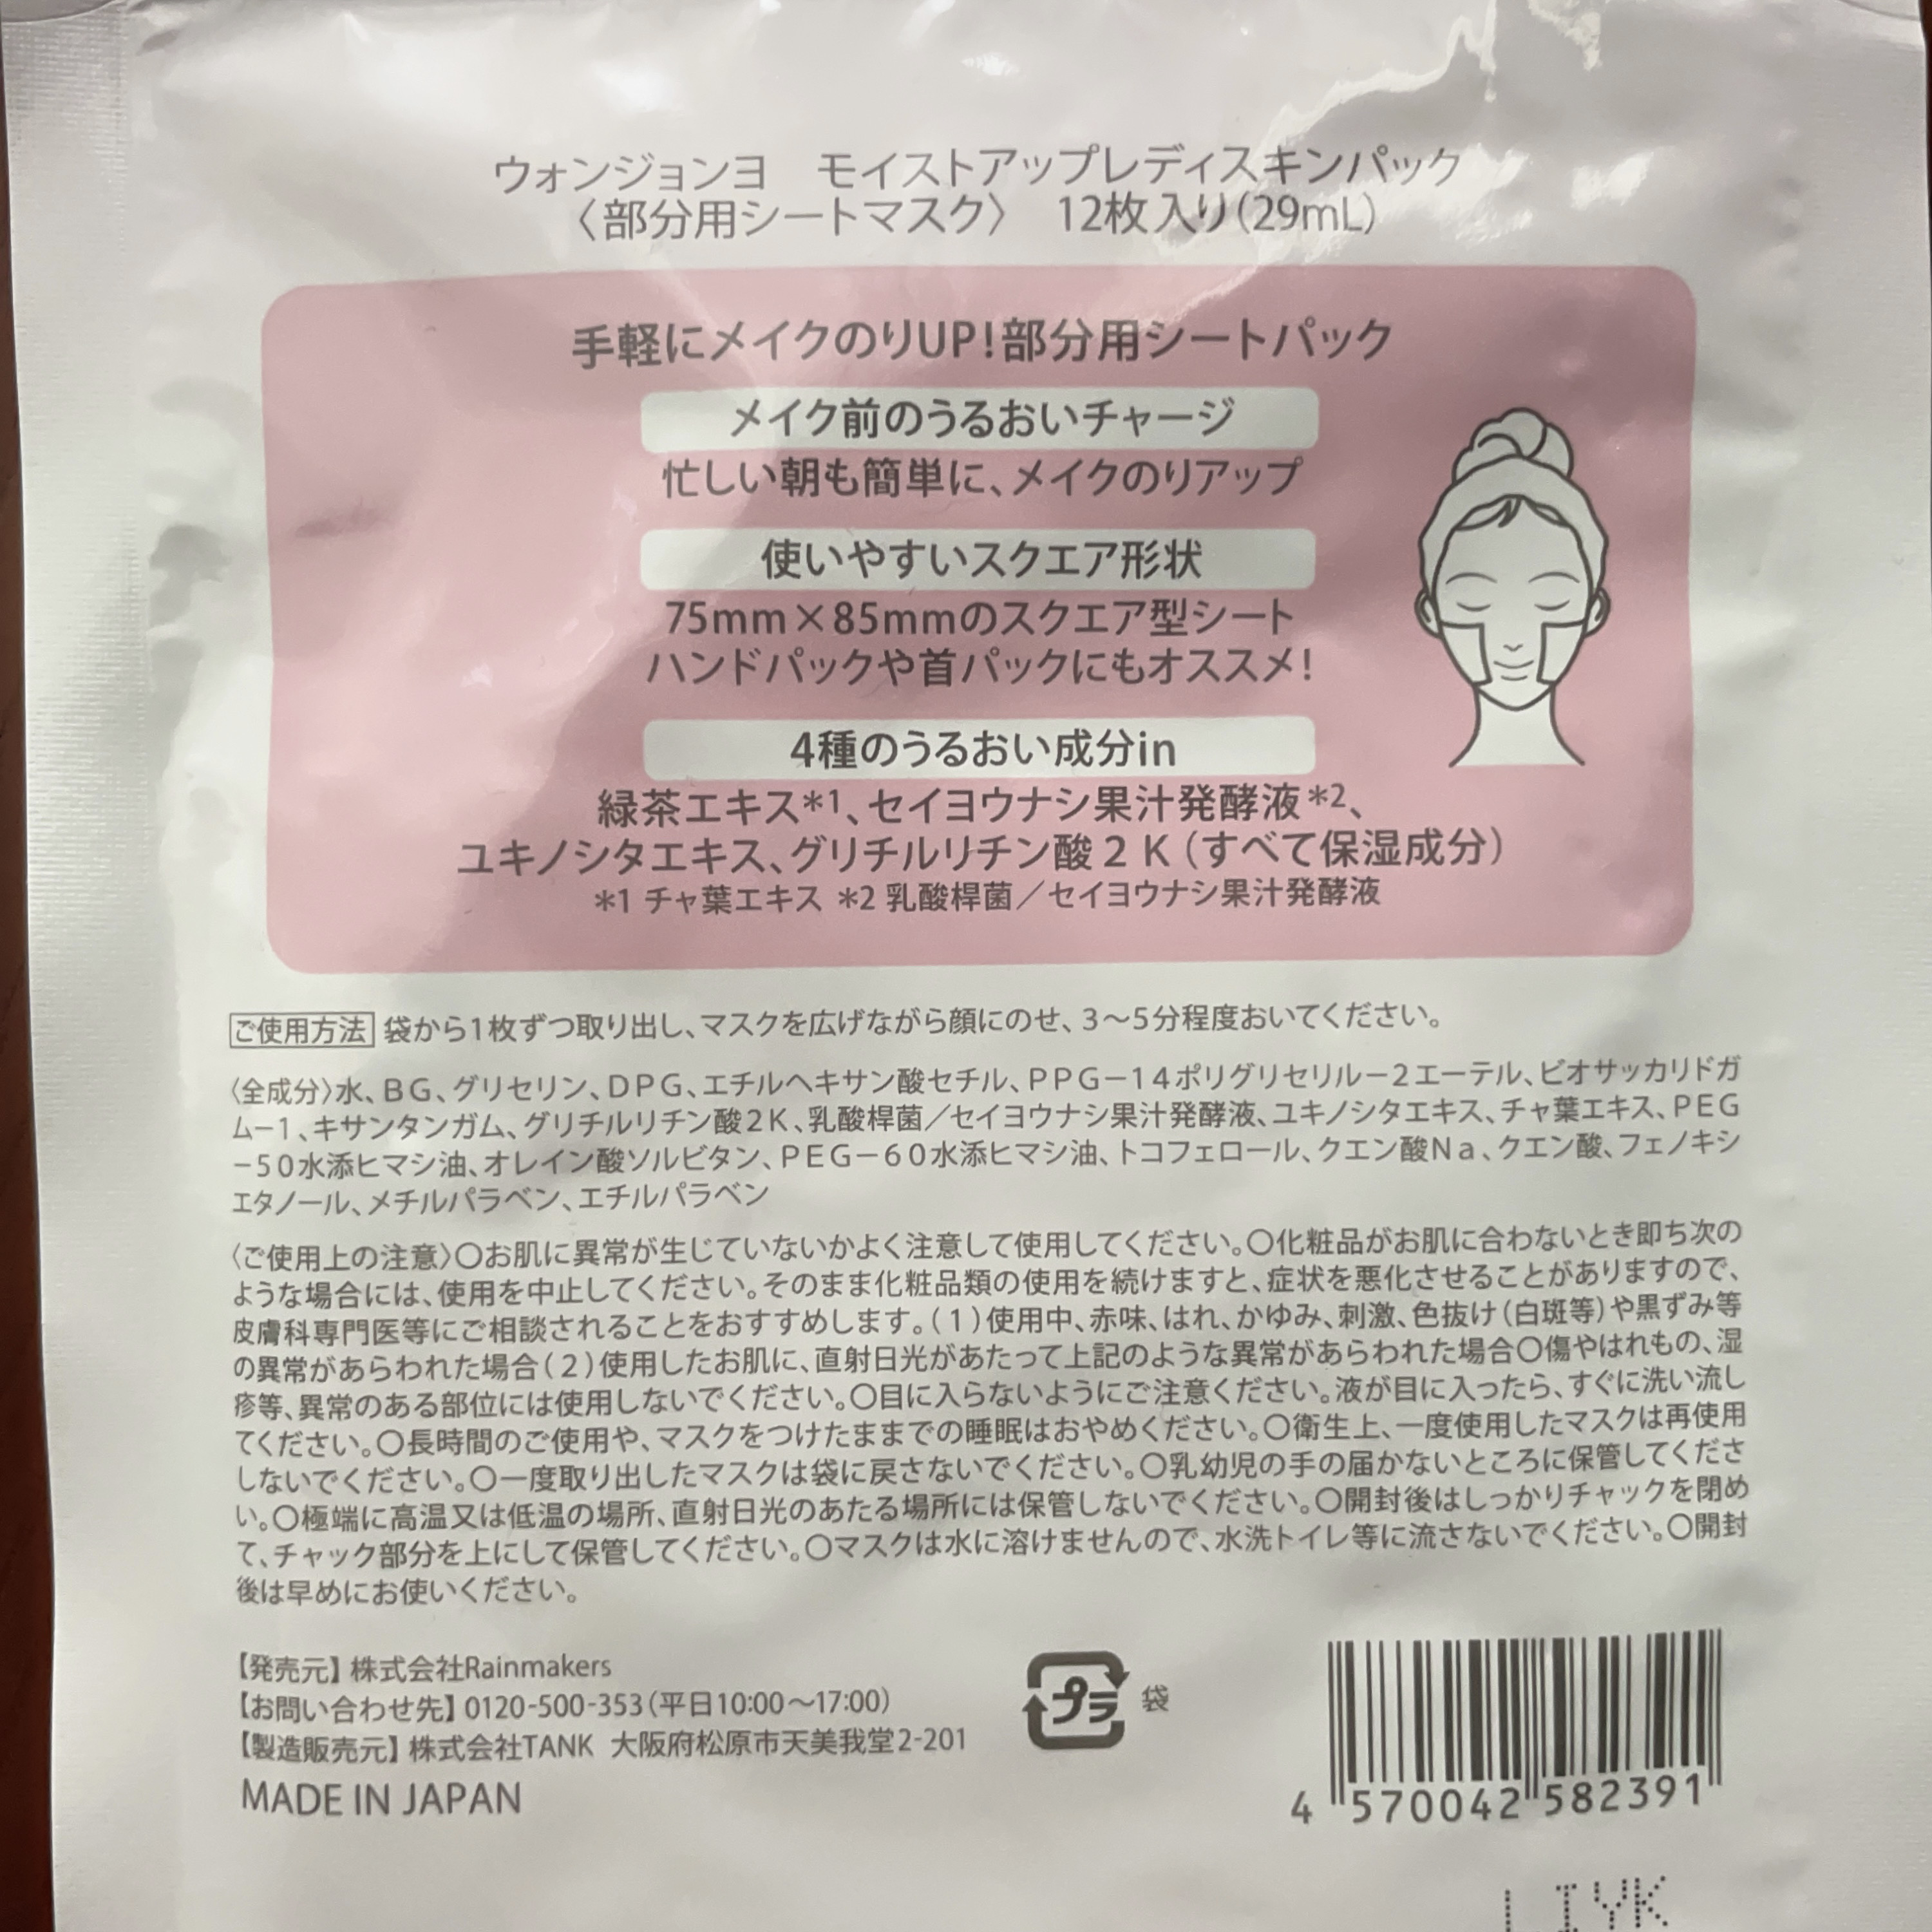 ウォンジョンヨ　モイストアップレディスキンパック
〈部分用シートマスク〉　12枚入り（29mL）
手軽にメイクのりUP!部分用シートパック
メイク前のうるおいチャージ
忙しい朝も簡単に、メイクのりアップ
使いやすいスクエア形状
75mm×85mmのスクエア型シート
ハンドパックや首パックにもオススメ!
4種のうるおい成分in
緑茶エキス*1、セイヨウナシ果汁発酵液*2、
ユキノシタエキス、グリチルリチン酸２Ｋ（すべて保湿成分）
*1 チャ葉エキス *2 乳酸桿菌／セイヨウナシ果汁発酵液
ご使用方法 袋から1枚ずつ取り出し、マスクを広げながら顔にのせ、3〜5分程度おいてください。
〈全成分〉水、ＢＧ、グリセリン、ＤＰＧ、エチルヘキサン酸セチル、ＰＰＧ－１４ポリグリセリル－２エーテル、ビオサッカリドガ
ム－１、キサンタンガム、グリチルリチン酸２Ｋ、乳酸桿菌／セイヨウナシ果汁発酵液、ユキノシタエキス、チャ葉エキス、ＰＥＧ
－５０水添ヒマシ油、オレイン酸ソルビタン、ＰＥＧ－６０水添ヒマシ油、トコフェロール、クエン酸Ｎａ、クエン酸、フェノキシ
エタノール、メチルパラベン、エチルパラベン
〈ご使用上の注意〉〇お肌に異常が生じていないかよく注意して使用してください。〇化粧品がお肌に合わないとき即ち次の
ような場合には、使用を中止してください。そのまま化粧品類の使用を続けますと、症状を悪化させることがありますので、
皮膚科専門医等にご相談されることをおすすめします。（１）使用中、赤味、はれ、かゆみ、刺激、色抜け（白斑等）や黒ずみ等
の異常があらわれた場合（２）使用したお肌に、直射日光があたって上記のような異常があらわれた場合〇傷やはれもの、湿
疹等、異常のある部位には使用しないでください。〇目に入らないようにご注意ください。液が目に入ったら、すぐに洗い流し
てください。〇長時間のご使用や、マスクをつけたままでの睡眠はおやめください。〇衛生上、一度使用したマスクは再使用
しないでください。〇一度取り出したマスクは袋に戻さないでください。〇乳幼児の手の届かないところに保管してくださ
い。〇極端に高温又は低温の場所、直射日光のあたる場所には保管しないでください。〇開封後はしっかりチャックを閉め
て、チャック部分を上にして保管してください。〇マスクは水に溶けませんので、水洗トイレ等に流さないでください。〇開封
後は早めにお使いください。
【発売元】株式会社Rainmakers
【お問い合わせ先】0120-500-353（平日10:00〜17:00）
【製造販売元】株式会社TANK 大阪府松原市天美我堂2-201
MADE IN JAPAN
プラ 袋
4 570042 582391
LIYK